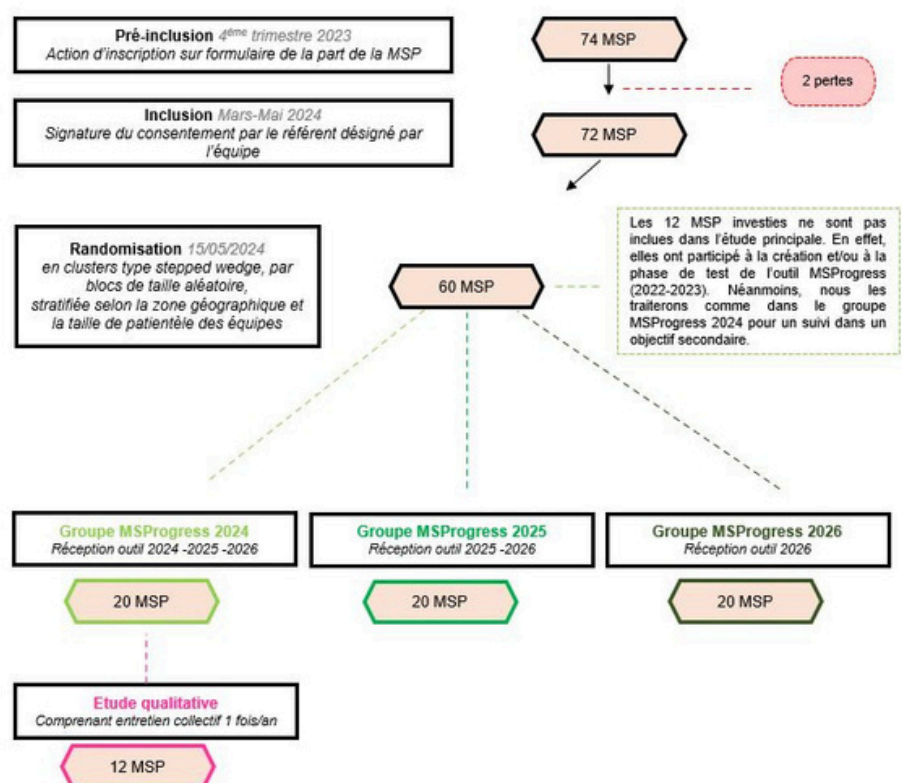 Pré-inclusion 4ème trimestre 2023
Action d'inscription sur formulaire de la part de la MSP
74 MSP
2 pertes
Inclusion Mars-Mai 2024
Signature du consentement par le référent désigné par
l'équipe
72 MSP
Randomisation 15/05/2024
en clusters type stepped wedge, par
blocs de taille aléatoire,
stratifiée selon la zone géographique et
la taille de patientèle des équipes
60 MSP
Les 12 MSP investies ne sont pas
inclues dans l'étude principale. En effet,
elles ont participé à la création et/ou à la
phase de test de l'outil MSProgress
(2022-2023). Néanmoins, nous les
traiterons comme dans le groupe
MSProgress 2024 pour un suivi dans un
objectif secondaire.
Groupe MSProgress 2024
Réception outil 2024 -2025 -2026
20 MSP
Groupe MSProgress 2025
Réception outil 2025 -2026
20 MSP
Groupe MSProgress 2026
Réception outil 2026
20 MSP
Etude qualitative
Comprenant entretien collectif 1 fois/an
12 MSP